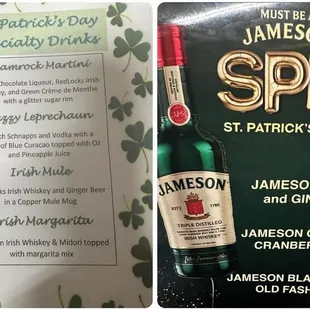 Patrick's Day
Specialty Drinks
Shamrock Martini
Chocolate Liqueur, RedLocks Irish
and Green Crème de Menthe
with a glitter sugar rim
Leprechaun
Schnapps and Vodka with a
of Blue Curacao topped with OJ
and Pineapple Juice
Irish Mule
Irish Whiskey and Ginger Beer
in a Copper Mule Mug
Irish Margarita
Irish Whiskey & Midori topped
with margarita mix
MUST BE
JAMESON
SP
ST. PATRICK'S
JAMESON
and GIN
JAMESON
CRANBER
JAMESON BLA
OLD FASH
JAMESON
ESTD 1780
TRIPLE DISTILLED
IRISH WHISKEY